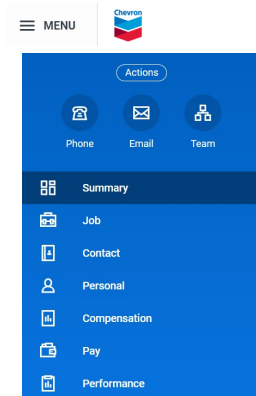 MENU
Chevron
Actions
Phone Email Team
Summary
Job
Contact
Personal
Compensation
Pay
Performance